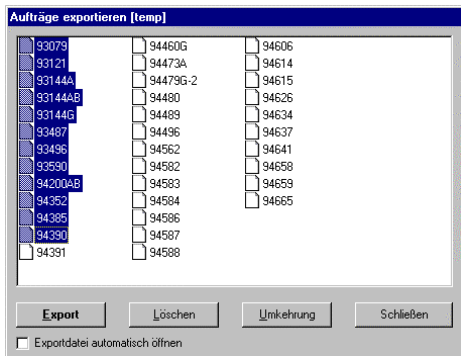 Aufträge exportieren [temp]
93079
93121
93144A
93144AB
93144G
93487
93496
93590
94200AB
94352
94385
94390
94391
94460G
94473A
94479G-2
94480
94489
94496
94562
94582
94583
94584
94586
94587
94588
94606
94614
94615
94626
94634
94637
94641
94658
94659
94665
Export
Löschen
Umkehrung
Schließen
Exportdatei automatisch öffnen